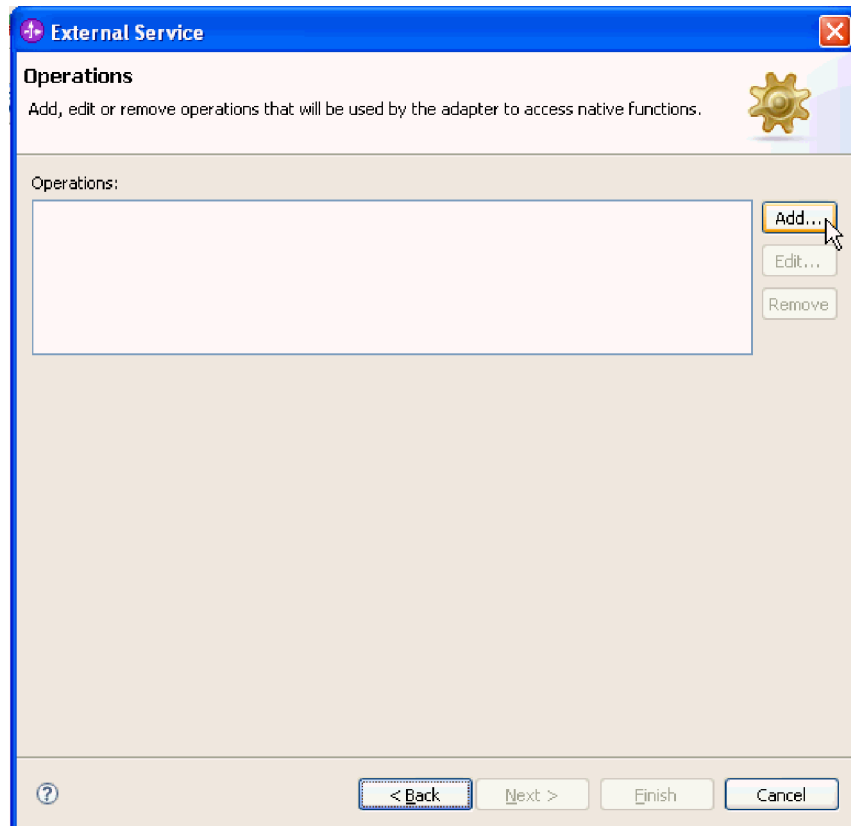 External Service
Operations
Add, edit or remove operations that will be used by the adapter to access native functions.
Operations:
Add...
Edit...
Remove
?
< Back
Next >
Finish
Cancel